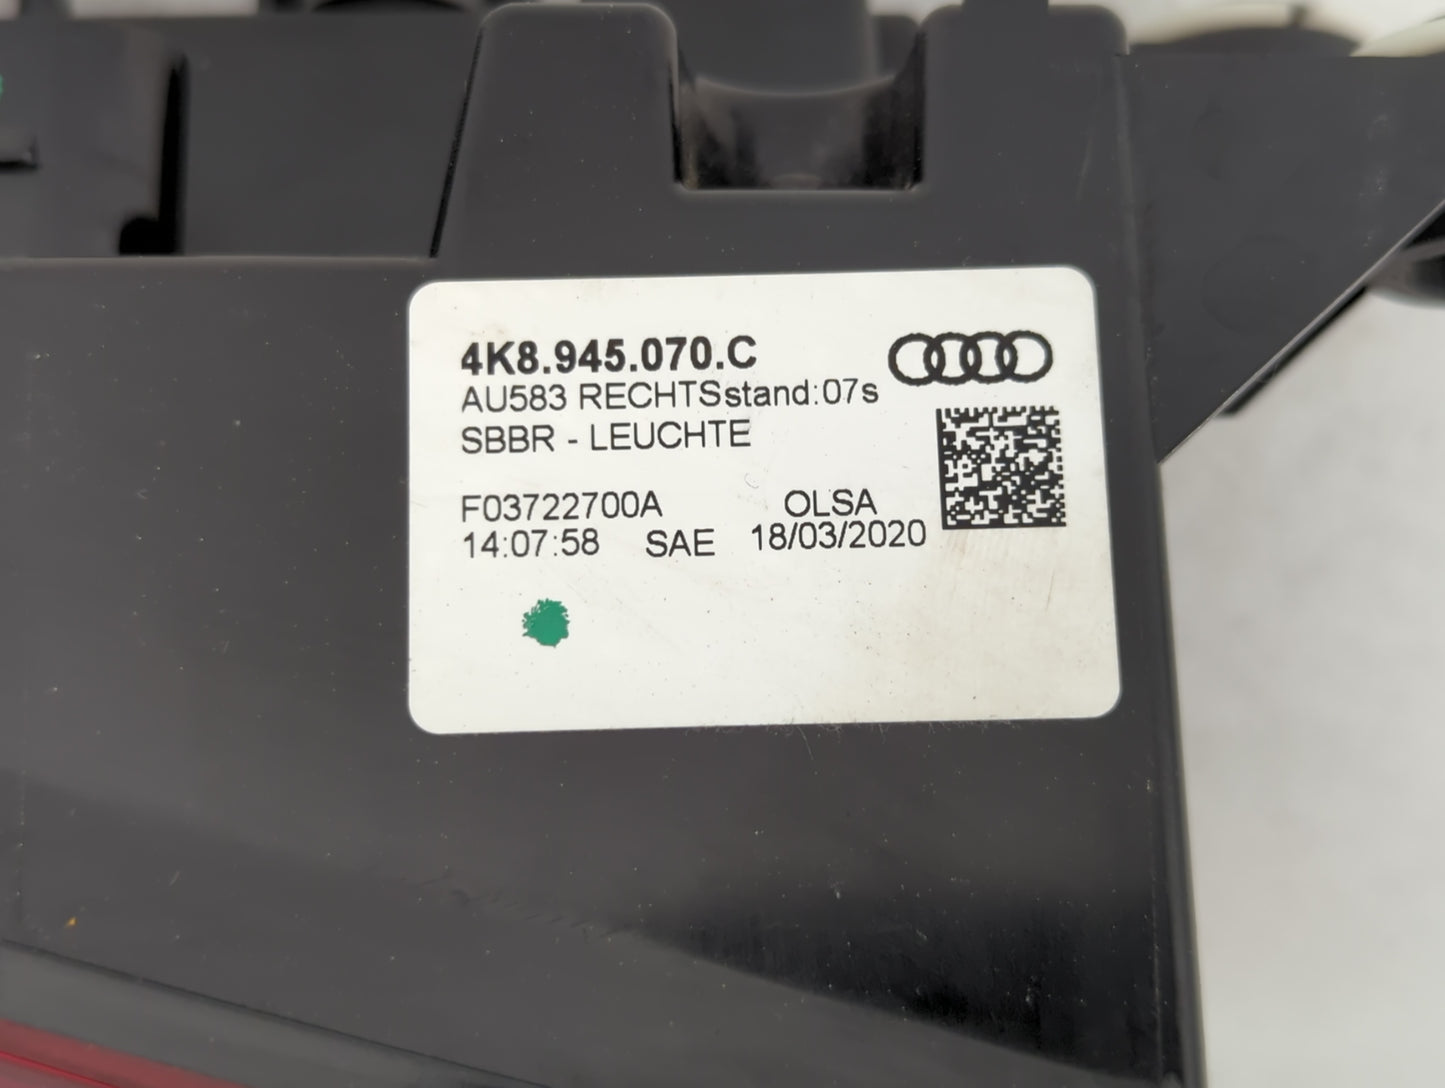 4K8.945.070.C
AU583 RECHTSstand:07s
SBBR - LEUCHTE
F03722700A OLSA
14:07:58 SAE 18/03/2020